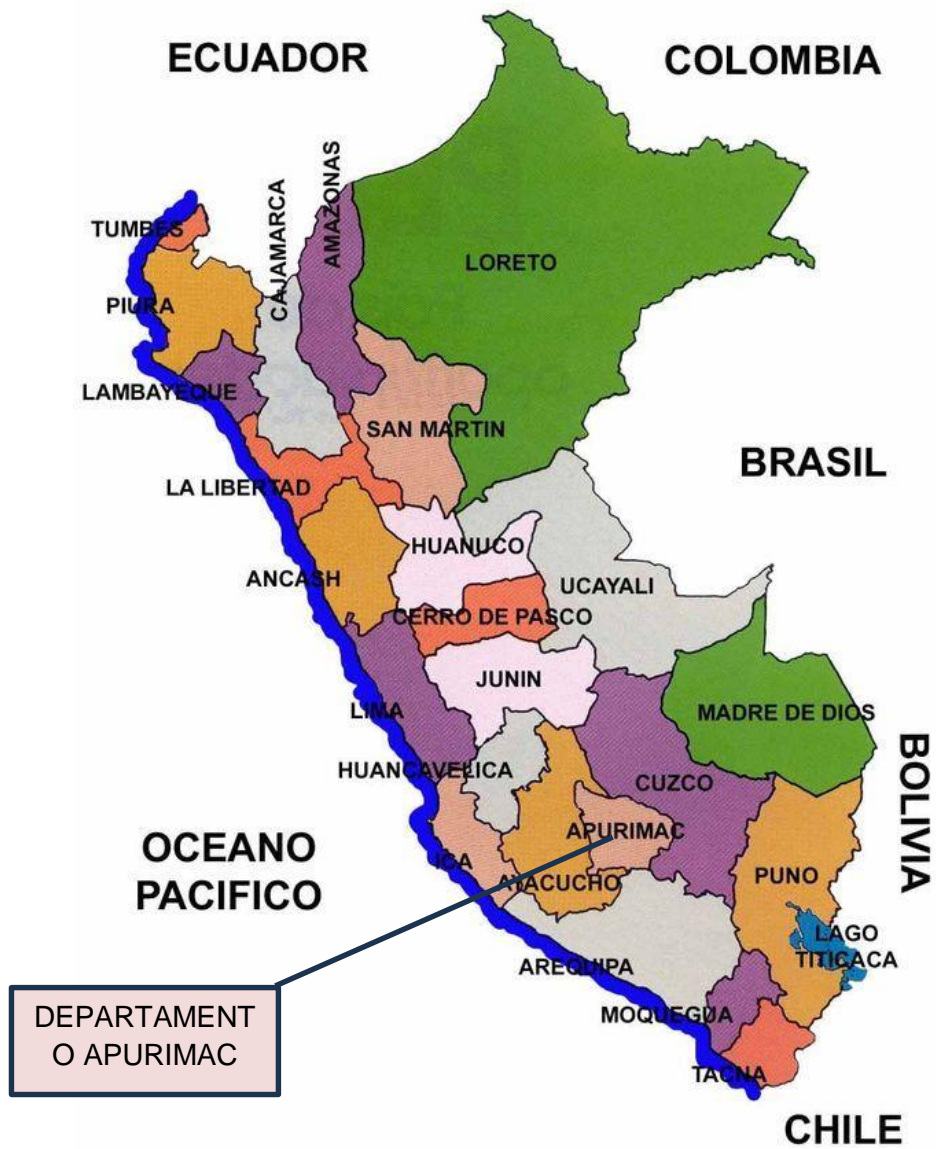 ECUADOR
COLOMBIA
AMAZONAS
CAJAMARCA
TUMBES
LORETO
PIURA
LAMBAYEQUE
SAN MARTIN
BRASIL
LA LIBERTAD
HUANUCO
ANCASH
UCAYALI
CERRO DE PASCO
JUNIN
LIMA
MADRE DE DIOS
HUANCAVELICA
CUZCO
BOLIVIA
APURIMAC
OCEANO
PACIFICO
ICA
AYACUCHO
PUNO
LAGO
TITICACA
AREQUIPA
MOQUEGUA
DEPARTAMENT
O APURIMAC
TACNA
CHILE